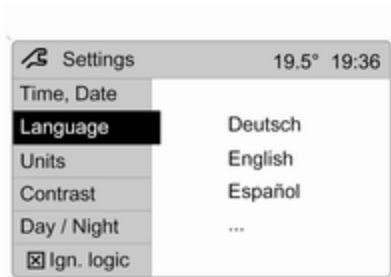 Settings 19.5° 19:36
Time, Date
Language Deutsch
Units English
Contrast Español
Day / Night ...
Ign. logic